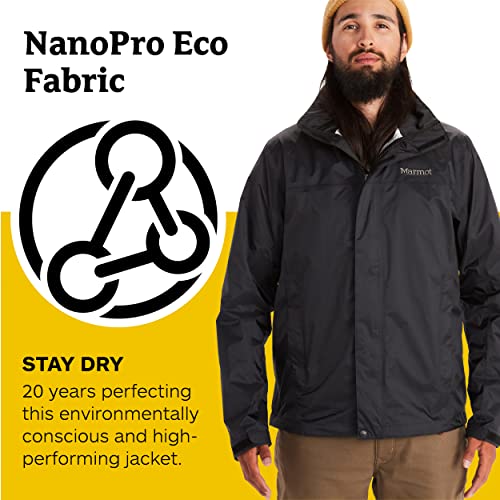 NanoPro Eco
Fabric
Marmot
STAY DRY
20 years perfecting
this environmentally
conscious and high-
performing jacket.